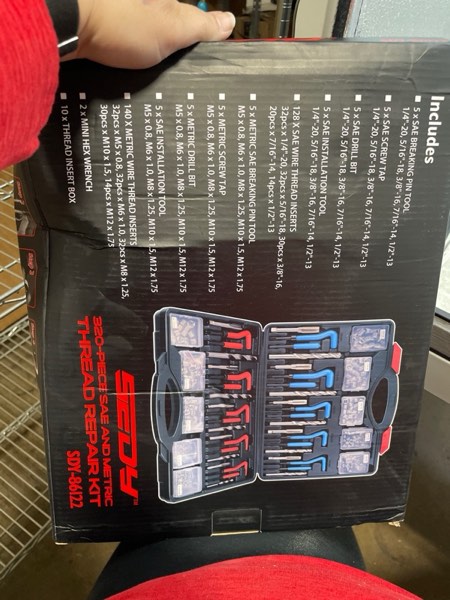 Includes
■ 5 x SAE BREAKING PIN TOOL
1/4"-20, 5/16"-18, 3/8"-16, 7/16"-14, 1/2"-13
■ 5 x SAE SCREW TAP
1/4"-20, 5/16"-18, 3/8"-16, 7/16"-14, 1/2"-13
■ 5 x SAE DRILL BIT
1/4"-20, 5/16"-18, 3/8"-16, 7/16"-14, 1/2"-13
■ 5 x SAE INSTALLATION TOOL
1/4"-20, 5/16"-18, 3/8"-16, 7/16"-14, 1/2"-13
■ 128 X SAE WIRE THREAD INSERTS
32pcs x 1/4"-20, 32pcs x 5/16"-18, 30pcs x 3/8"-16,
20pcs x 7/16"-14, 14pcs x 1/2"-13
■ 5 x METRIC SAE BREAKING PIN TOOL
M5 x 0.8, M6 x 1.0, M8 x 1.25, M10 x 1.5, M12 x 1.75
■ 5 x METRIC SCREW TAP
M5 x 0.8, M6 x 1.0, M8 x 1.25, M10 x 1.5, M12 x 1.75
■ 5 x METRIC DRILL BIT
M5 x 0.8, M6 x 1.0, M8 x 1.25, M10 x 1.5, M12 x 1.75
■ 5 x SAE INSTALLATION TOOL
M5 x 0.8, M6 x 1.0, M8 x 1.25, M10 x 1.5, M12 x 1.75
■ 140 X METRIC WIRE THREAD INSERTS
32pcs x M5 x 0.8, 32pcs x M6 x 1.0, 32pcs x M8 x 1.25,
30pcs x M10 x 1.5, 14pcs x M12 x 1.75
■ 2 x MINI HEX WRENCH
■ 10 x THREAD INSERT BOX
SEDY
320-PIECE SAE AND METRIC
THREAD REPAIR KIT
SDY-86122